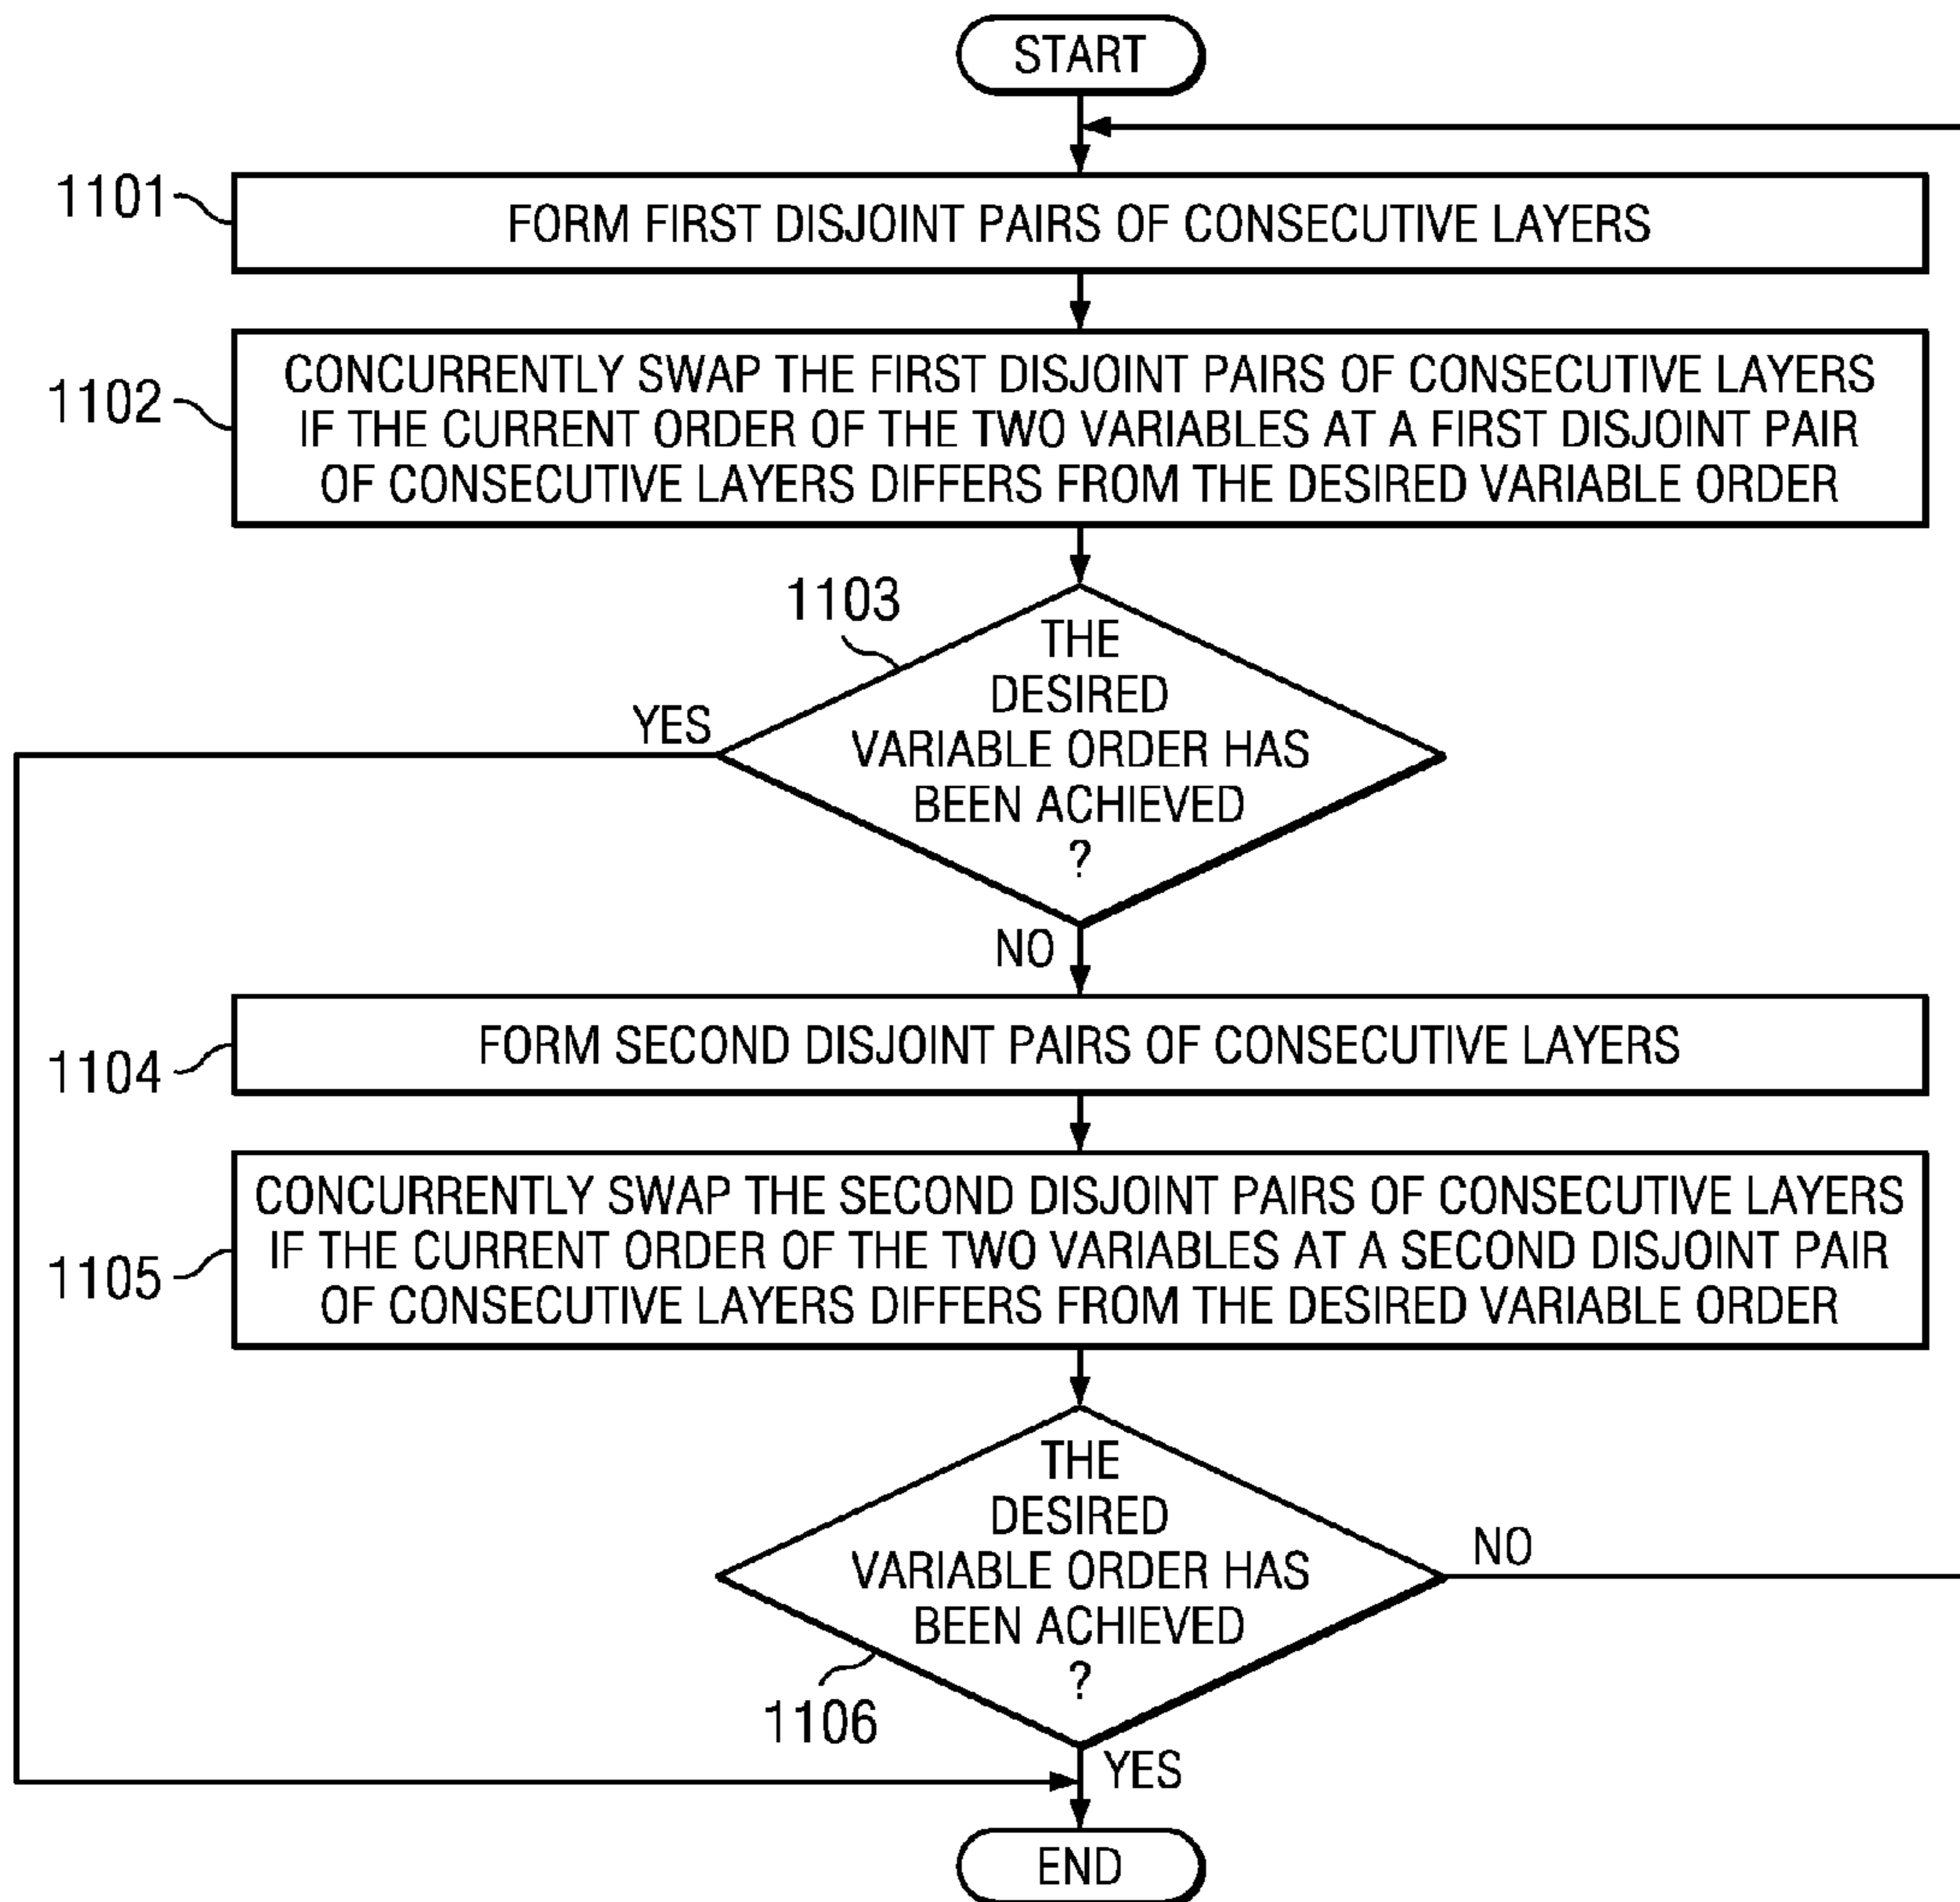 START
1101
FORM FIRST DISJOINT PAIRS OF CONSECUTIVE LAYERS
1102
CONCURRENTLY SWAP THE FIRST DISJOINT PAIRS OF CONSECUTIVE LAYERS
IF THE CURRENT ORDER OF THE TWO VARIABLES AT A FIRST DISJOINT PAIR
OF CONSECUTIVE LAYERS DIFFERS FROM THE DESIRED VARIABLE ORDER
1103
THE
DESIRED
VARIABLE ORDER HAS
BEEN ACHIEVED
?
YES
NO
1104
FORM SECOND DISJOINT PAIRS OF CONSECUTIVE LAYERS
1105
CONCURRENTLY SWAP THE SECOND DISJOINT PAIRS OF CONSECUTIVE LAYERS
IF THE CURRENT ORDER OF THE TWO VARIABLES AT A SECOND DISJOINT PAIR
OF CONSECUTIVE LAYERS DIFFERS FROM THE DESIRED VARIABLE ORDER
THE
DESIRED
VARIABLE ORDER HAS
BEEN ACHIEVED
?
NO
1106
YES
END